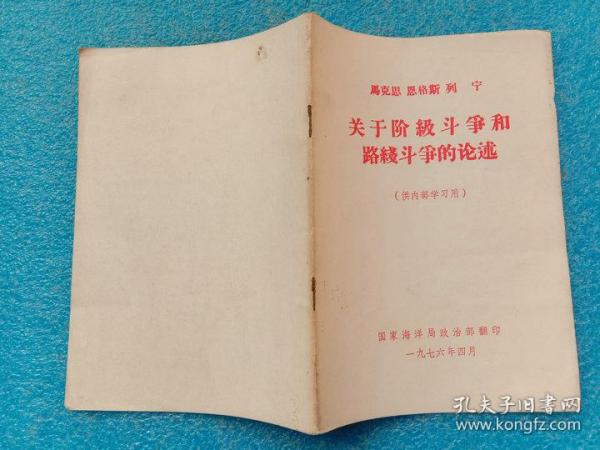 馬克思 恩格斯 列 宁
关于阶級斗爭和
路綫斗爭的论述
(供内部学习用)
国家海洋局政治部翻印
一九七六年四月
孔夫子旧书网
www.kongfz.com